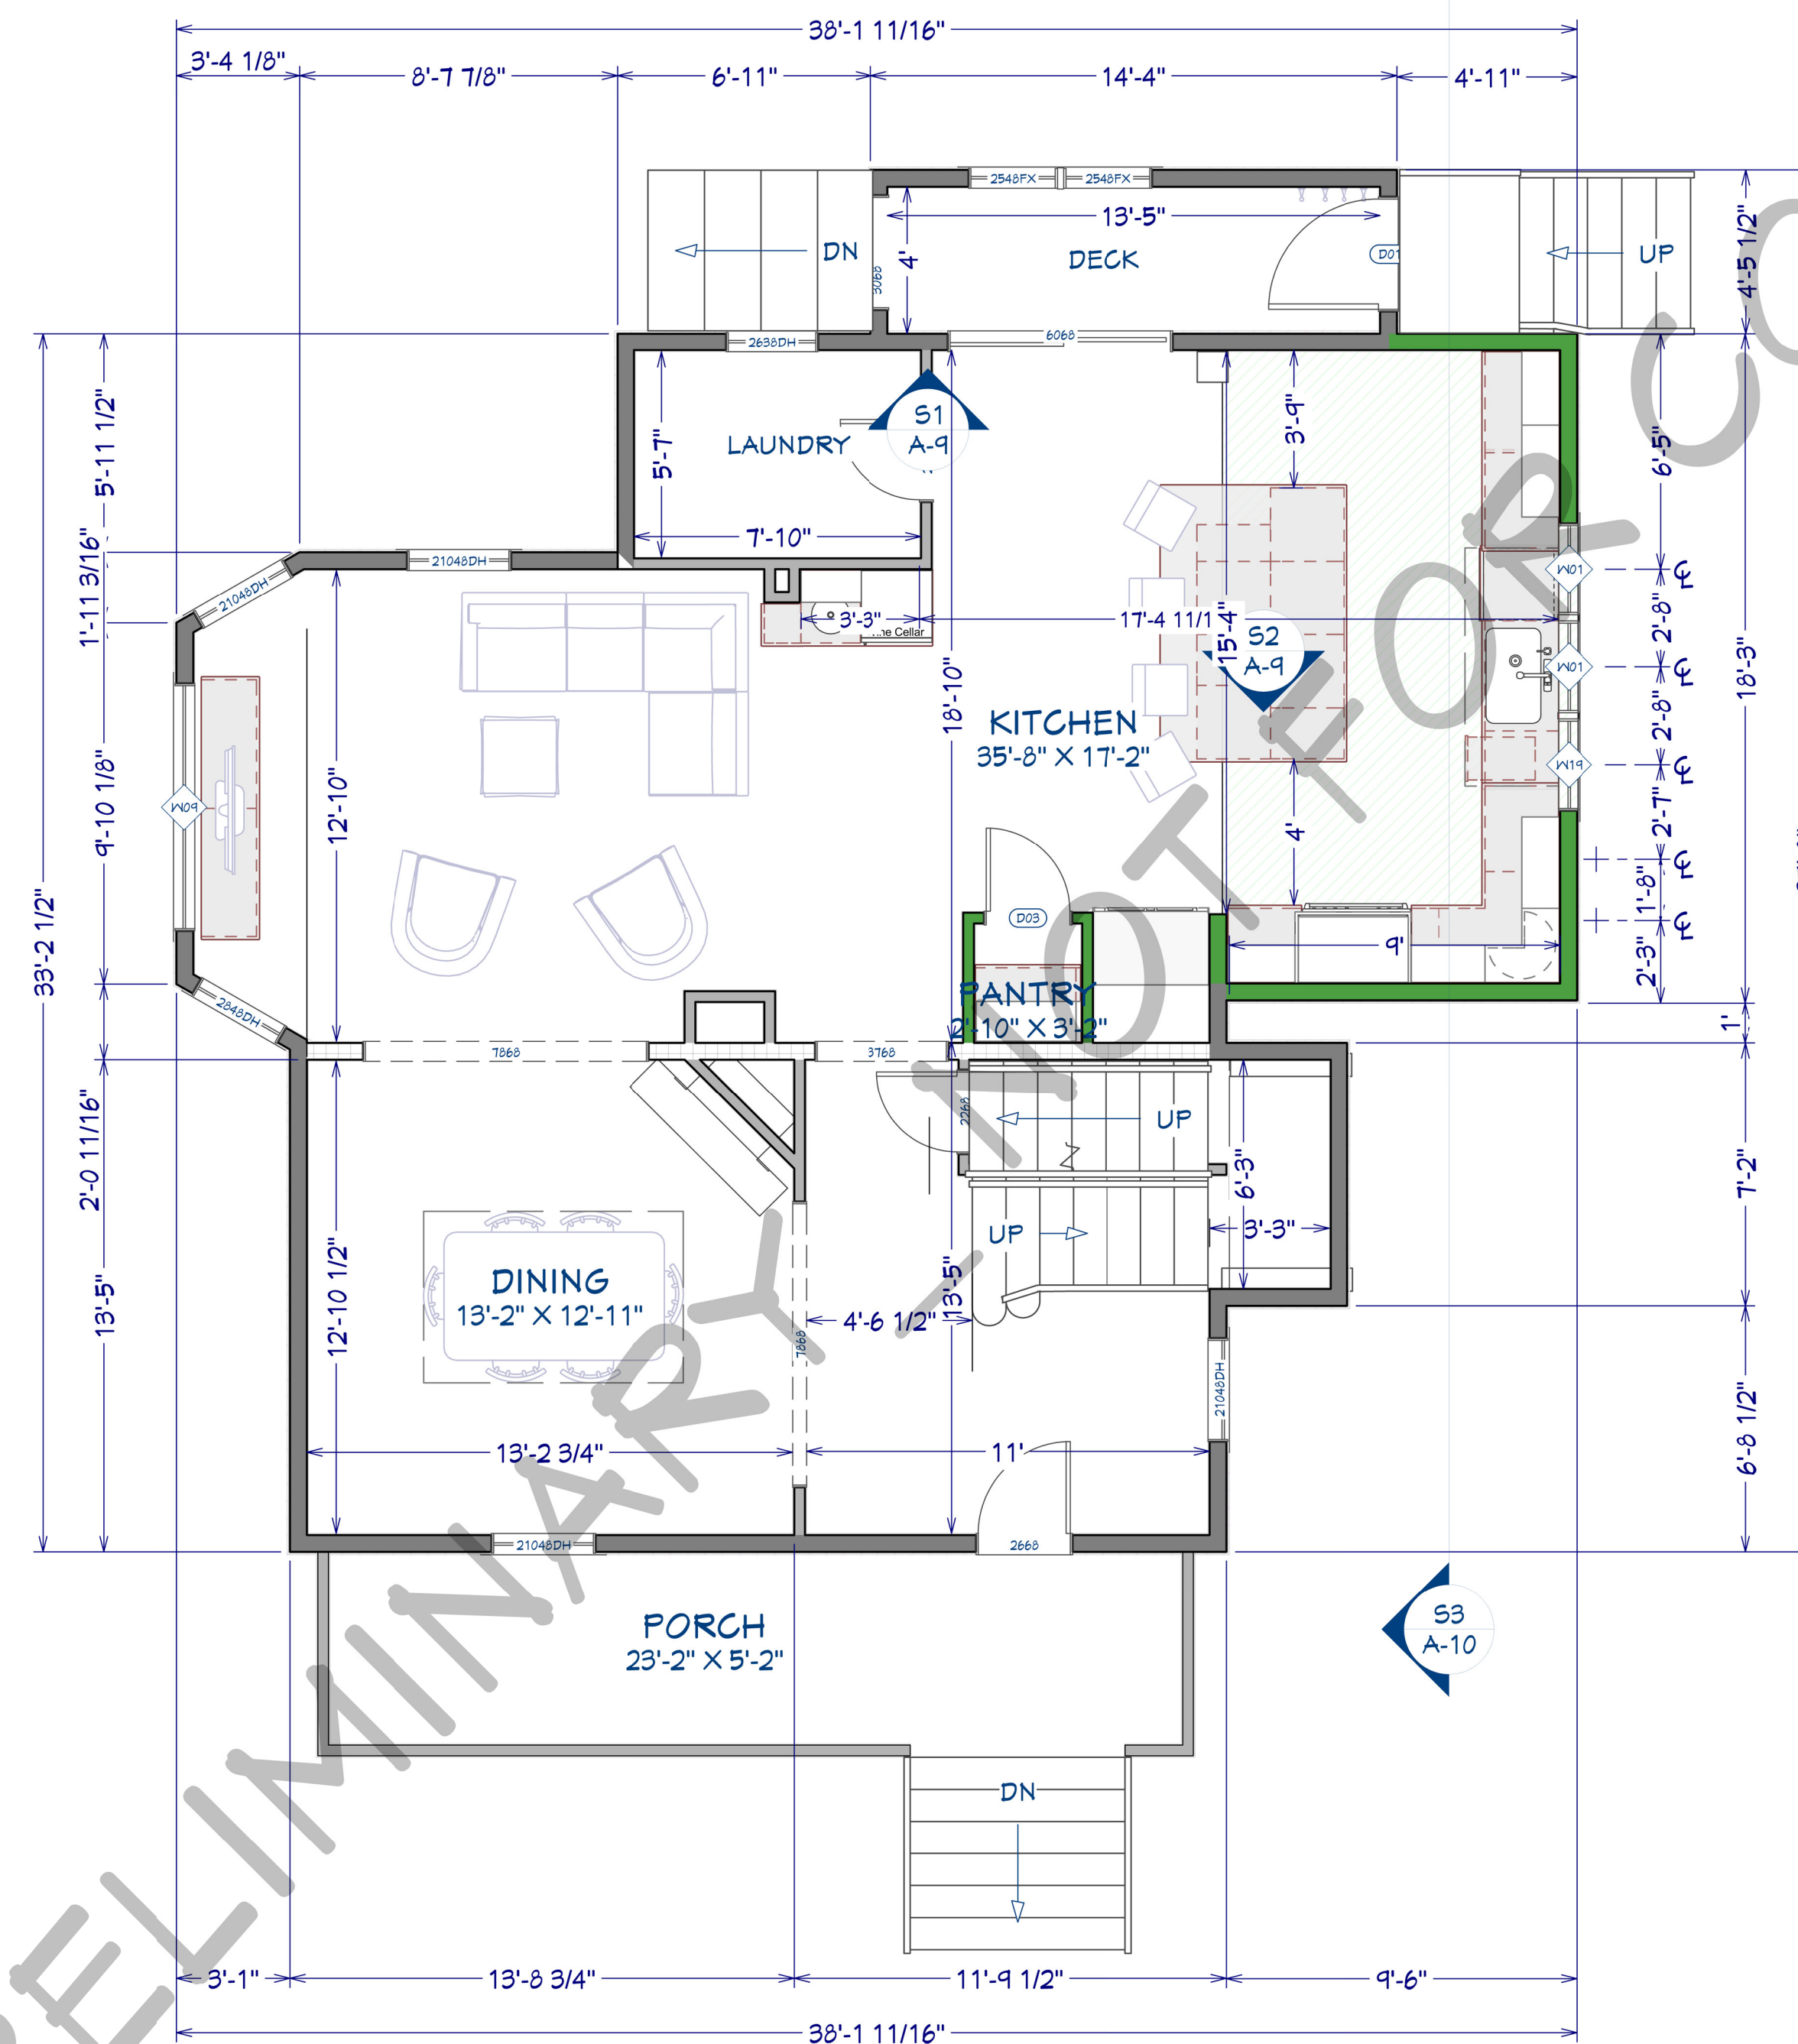 38'-1 11/16"
3'-4 1/8"
8'-7 7/8"
6'-11"
14'-4"
4'-11"
2548FX
2548FX
13'-5"
DN
4'
DECK
D01
UP
4'-5 1/2"
3068
6068
2638DH
5'-11 1/2"
5'-7"
LAUNDRY
S1
A-9
3'-9"
6'-5"
7'-10"
1'-11 3/16"
21048DH
21048DH
W01
2'-8"
3'-3"
17'-4 11/1
15'-4"
S2
A-9
W01
18'-3"
18'-10"
KITCHEN
35'-8" X 17'-2"
2'-8"
W19
9'-10 1/8"
W09
12'-10"
4'
2'-7"
33'-2 1/2"
D03
1'-8"
9'
2'-3"
PANTRY
2'-10" X 3'-2"
2848DH
1'
7868
3768
2'-0 11/16"
2268
UP
6'-3"
7'-2"
UP
3'-3"
DINING
13'-2" X 12'-11"
12'-10 1/2"
13'-5"
13'-5"
4'-6 1/2"
7868
21048DH
6'-8 1/2"
13'-2 3/4"
11'
21048DH
2668
PORCH
23'-2" X 5'-2"
S3
A-10
DN
3'-1"
13'-8 3/4"
11'-9 1/2"
9'-6"
38'-1 11/16"
RELIMINARY - NOT FOR CO